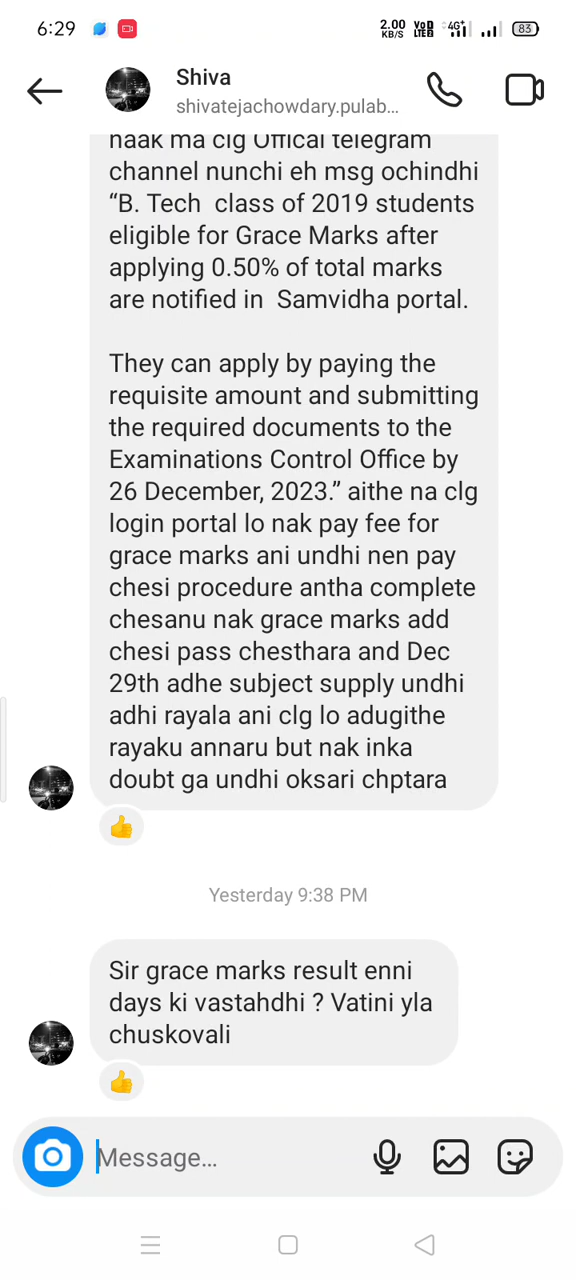 6:29
2.00 KB/S VoD LTE2 4G+ 83
Shiva
shivatejachowdary.pulab...
naak ma clg Offical telegram
channel nunchi eh msg ochindhi
“B. Tech class of 2019 students
eligible for Grace Marks after
applying 0.50% of total marks
are notified in Samvidha portal.
They can apply by paying the
requisite amount and submitting
the required documents to the
Examinations Control Office by
26 December, 2023.” aithe na clg
login portal lo nak pay fee for
grace marks ani undhi nen pay
chesi procedure antha complete
chesanu nak grace marks add
chesi pass chesthara and Dec
29th adhe subject supply undhi
adhi rayala ani clg lo adugithe
rayaku annaru but nak inka
doubt ga undhi oksari chptara
Yesterday 9:38 PM
Sir grace marks result enni
days ki vastahdhi ? Vatini yla
chuskovali
Message...